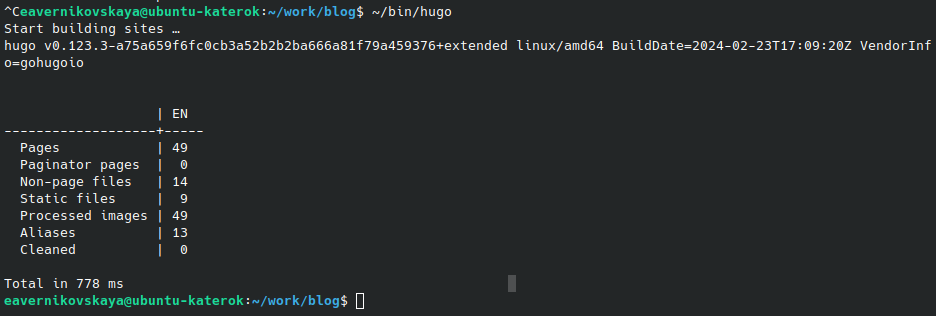 ^Ceavernikovskaya@ubuntu-katerok:~/work/blog$ ~/bin/hugo
Start building sites …
hugo v0.123.3-a75a659f6fc0cb3a52b2b2ba666a81f79a459376+extended linux/amd64 BuildDate=2024-02-23T17:09:20Z VendorInf
o=gohugoio
                   | EN
-------------------+-----
  Pages            | 49
  Paginator pages  |  0
  Non-page files   | 14
  Static files     |  9
  Processed images | 49
  Aliases          | 13
  Cleaned          |  0
Total in 778 ms
eavernikovskaya@ubuntu-katerok:~/work/blog$